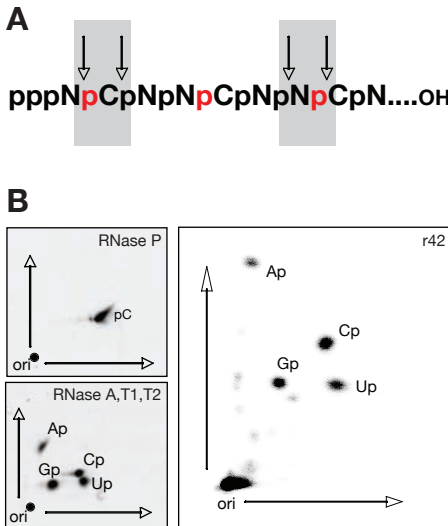 A
pppNpCpNpNpCpNpNpCpN....OH
B
RNase P
pC
ori
RNase A,T1,T2
Ap
Cp
Gp
Up
ori
r42
Ap
Cp
Gp
Up
ori